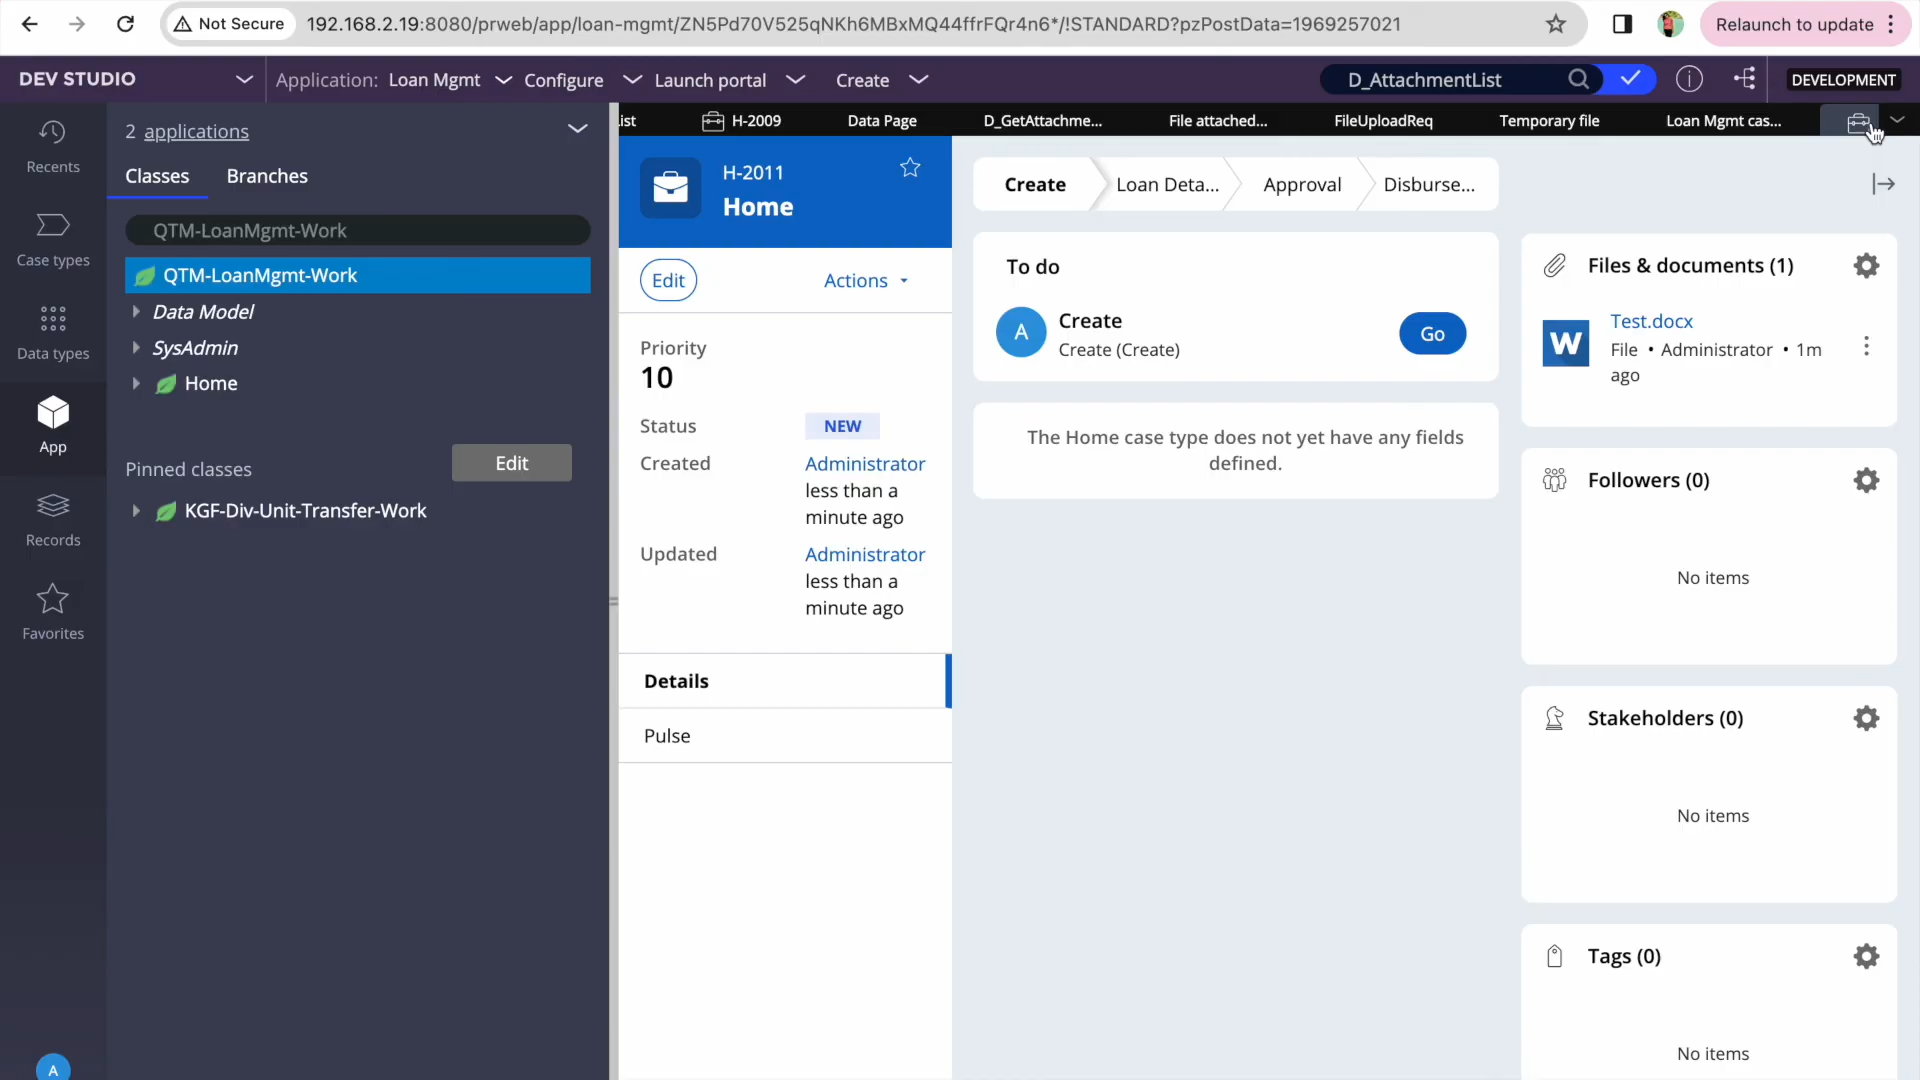 Not Secure
192.168.2.19:8080/prweb/app/loan-mgmt/ZN5Pd70V525qNKh6MBxMQ44ffrFQr4n6*/!STANDARD?pzPostData=1969257021
Relaunch to update
DEV STUDIO
Application: Loan Mgmt
Configure
Launch portal
Create
D_AttachmentList
DEVELOPMENT
Recents
Case types
Data types
App
Records
Favorites
A
2 applications
Classes
Branches
QTM-LoanMgmt-Work
QTM-LoanMgmt-Work
Data Model
SysAdmin
Home
Pinned classes
Edit
KGF-Div-Unit-Transfer-Work
ist
H-2009
Data Page
D_GetAttachme...
File attached...
FileUploadReq
Temporary file
Loan Mgmt cas...
H-2011
Home
Edit
Actions
Priority
10
Status
NEW
Created
Administrator
less than a
minute ago
Updated
Administrator
less than a
minute ago
Details
Pulse
Create
Loan Deta...
Approval
Disburse...
To do
A
Create
Create (Create)
Go
The Home case type does not yet have any fields
defined.
Files & documents (1)
W
Test.docx
File • Administrator • 1m
ago
Followers (0)
No items
Stakeholders (0)
No items
Tags (0)
No items